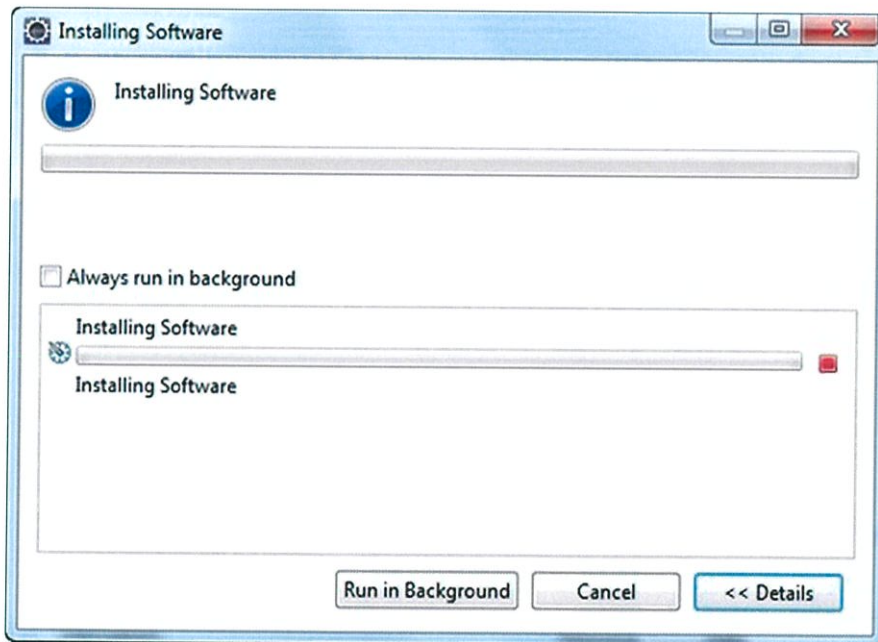 Installing Software
Installing Software
Always run in background
Installing Software
Installing Software
Run in Background Cancel << Details